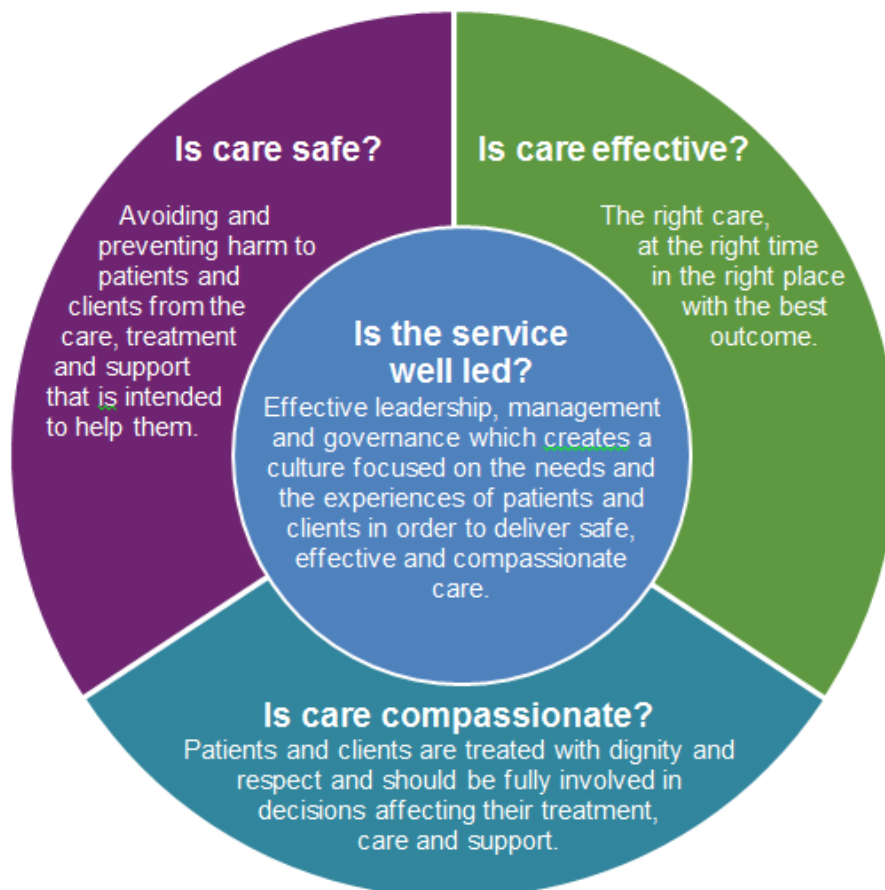 Is care safe?
Avoiding and
preventing harm to
patients and
clients from the
care, treatment
and support
that is intended
to help them.
Is care effective?
The right care,
at the right time
in the right place
with the best
outcome.
Is the service
well led?
Effective leadership, management
and governance which creates a
culture focused on the needs and
the experiences of patients and
clients in order to deliver safe,
effective and compassionate
care.
Is care compassionate?
Patients and clients are treated with dignity and
respect and should be fully involved in
decisions affecting their treatment,
care and support.